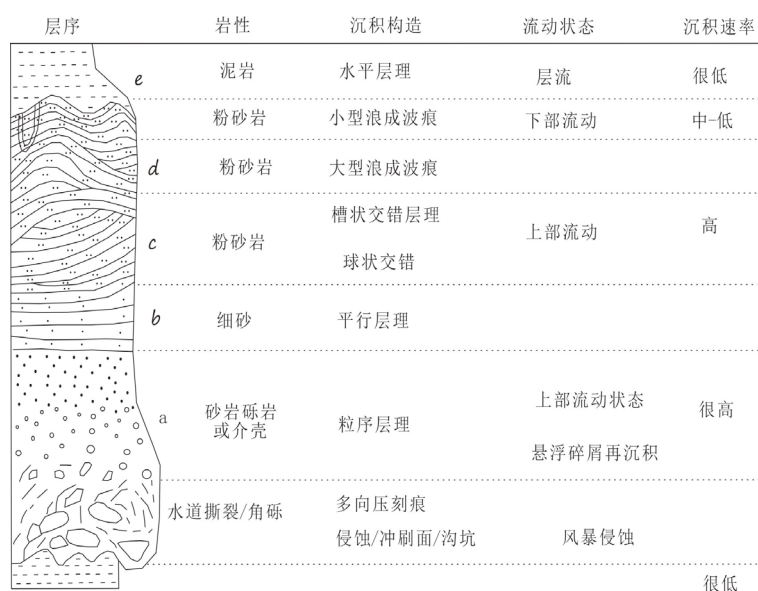 层序 岩性 沉积构造 流动状态 沉积速率
e 泥岩 水平层理 层流 很低
粉砂岩 小型浪成波痕 下部流动 中-低
d 粉砂岩 大型浪成波痕
槽状交错层理
c 粉砂岩 上部流动 高
球状交错
b 细砂 平行层理
上部流动状态
a 砂岩砾岩 很高
或介壳 粒序层理
悬浮碎屑再沉积
多向压刻痕
水道撕裂/角砾
侵蚀/冲刷面/沟坑 风暴侵蚀
很低